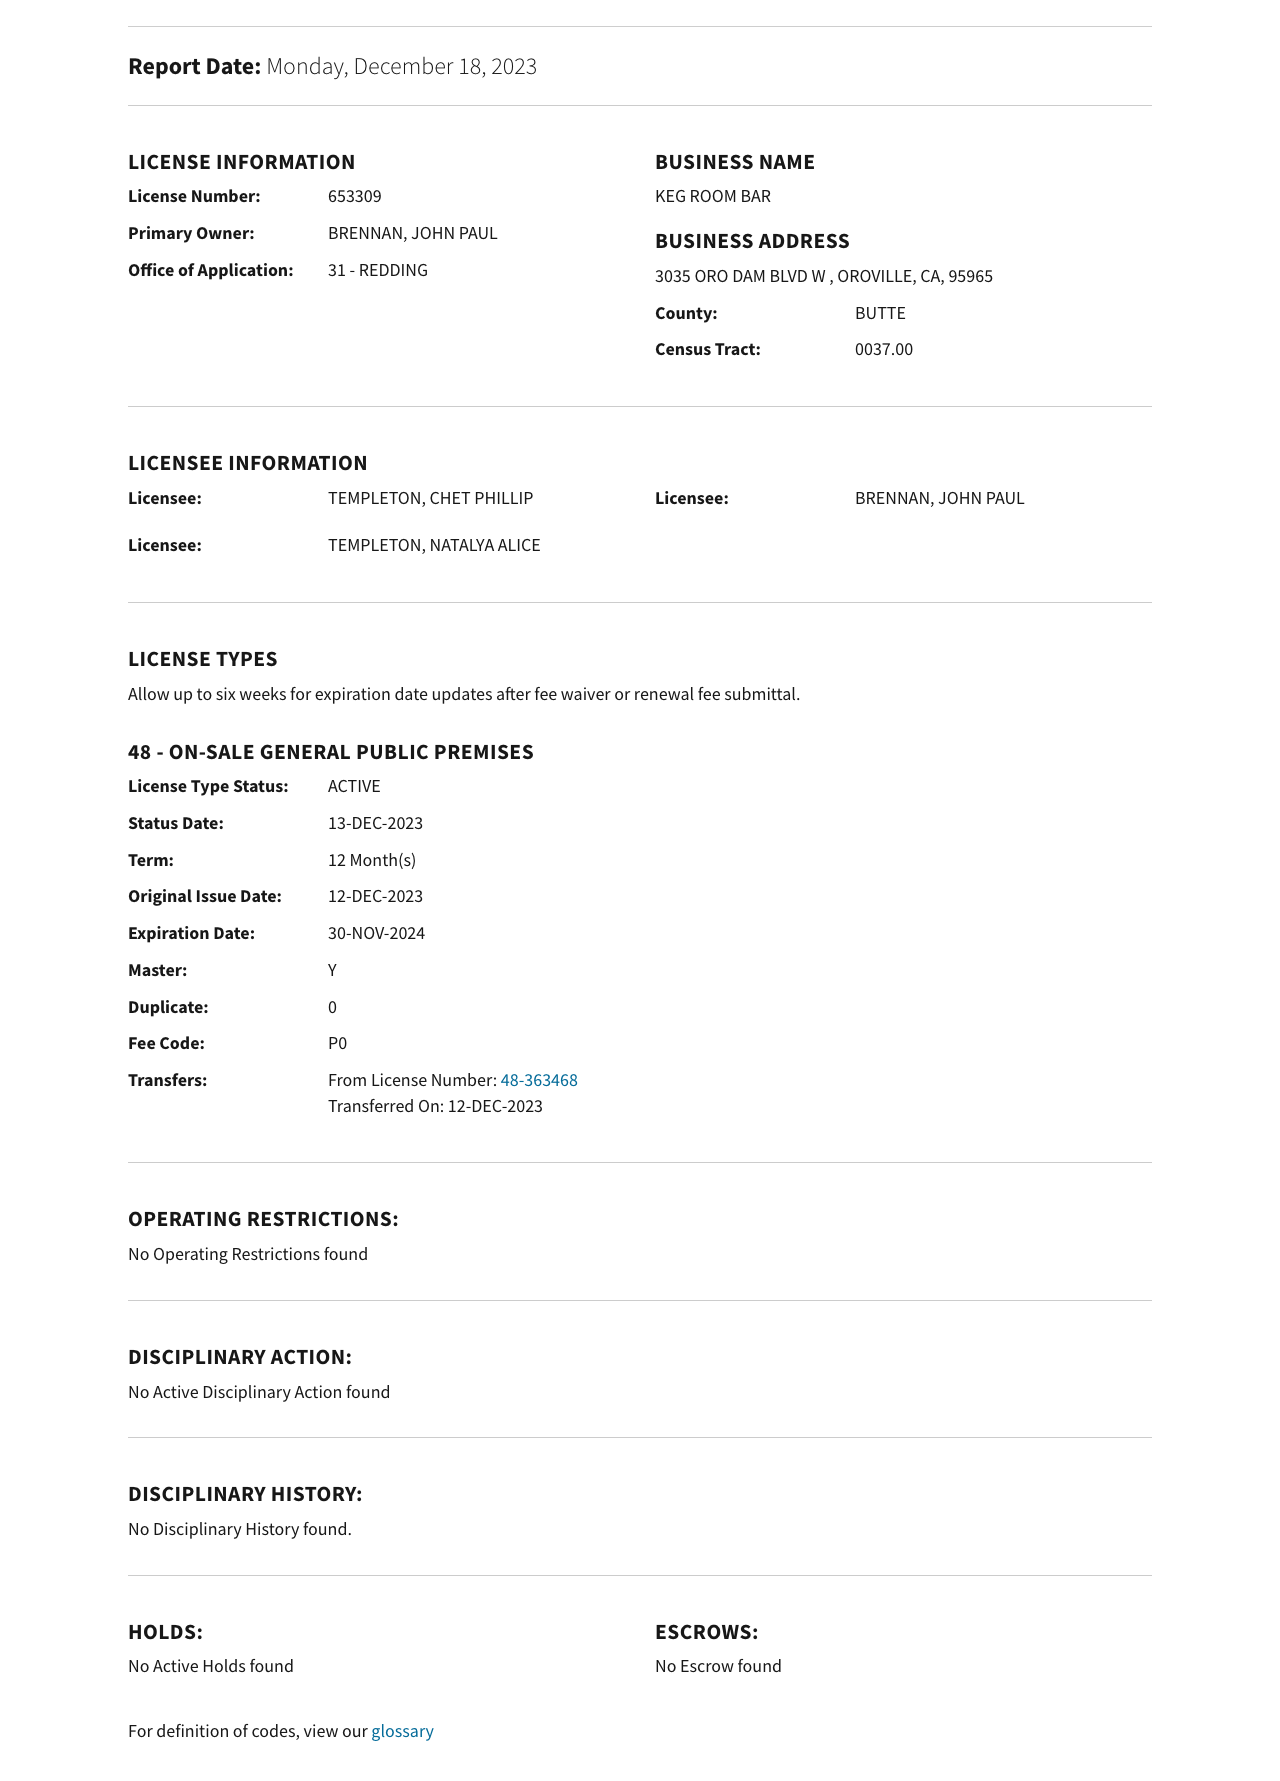 Report Date: Monday, December 18, 2023
LICENSE INFORMATION
License Number: 653309
Primary Owner: BRENNAN, JOHN PAUL
Office of Application: 31 - REDDING
BUSINESS NAME
KEG ROOM BAR
BUSINESS ADDRESS
3035 ORO DAM BLVD W , OROVILLE, CA, 95965
County: BUTTE
Census Tract: 0037.00
LICENSEE INFORMATION
Licensee: TEMPLETON, CHET PHILLIP
Licensee: BRENNAN, JOHN PAUL
Licensee: TEMPLETON, NATALYA ALICE
LICENSE TYPES
Allow up to six weeks for expiration date updates after fee waiver or renewal fee submittal.
48 - ON-SALE GENERAL PUBLIC PREMISES
License Type Status: ACTIVE
Status Date: 13-DEC-2023
Term: 12 Month(s)
Original Issue Date: 12-DEC-2023
Expiration Date: 30-NOV-2024
Master: Y
Duplicate: 0
Fee Code: P0
Transfers: From License Number: 48-363468
Transferred On: 12-DEC-2023
OPERATING RESTRICTIONS:
No Operating Restrictions found
DISCIPLINARY ACTION:
No Active Disciplinary Action found
DISCIPLINARY HISTORY:
No Disciplinary History found.
HOLDS:
No Active Holds found
ESCROWS:
No Escrow found
For definition of codes, view our glossary